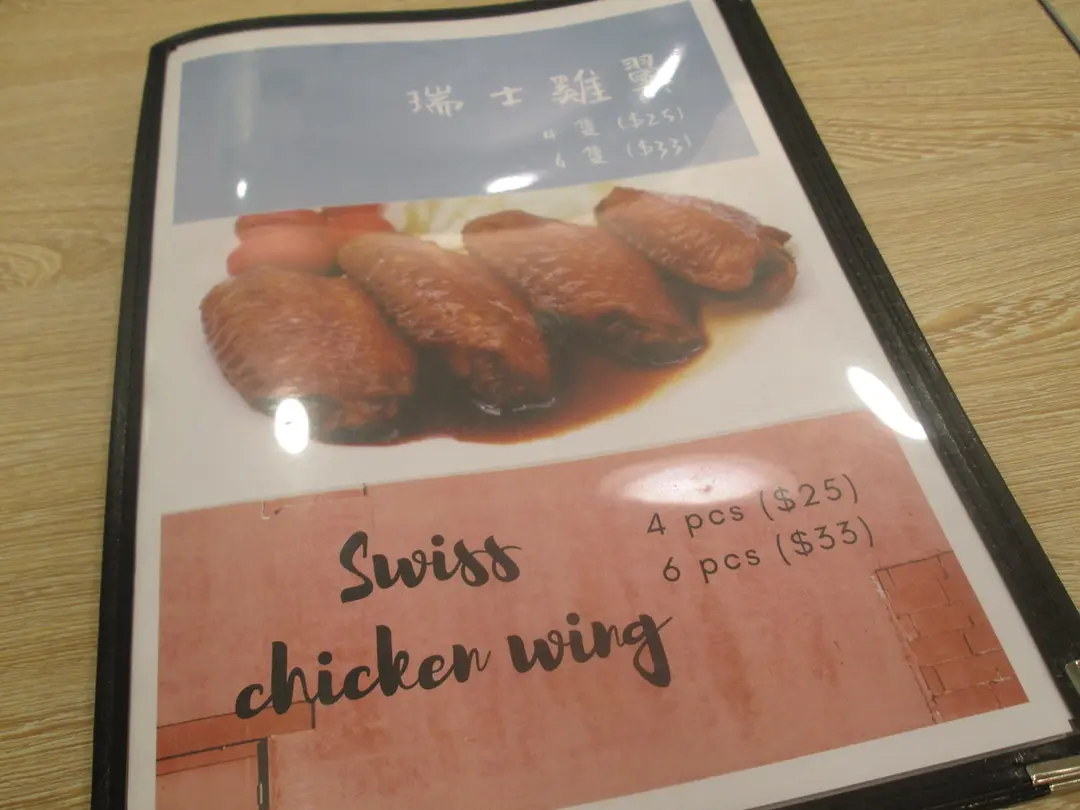 瑞士雞翼
4 隻 ($25)
6 隻 ($33)
4 pcs ($25)
6 pcs ($33)
Swiss
chicken wing